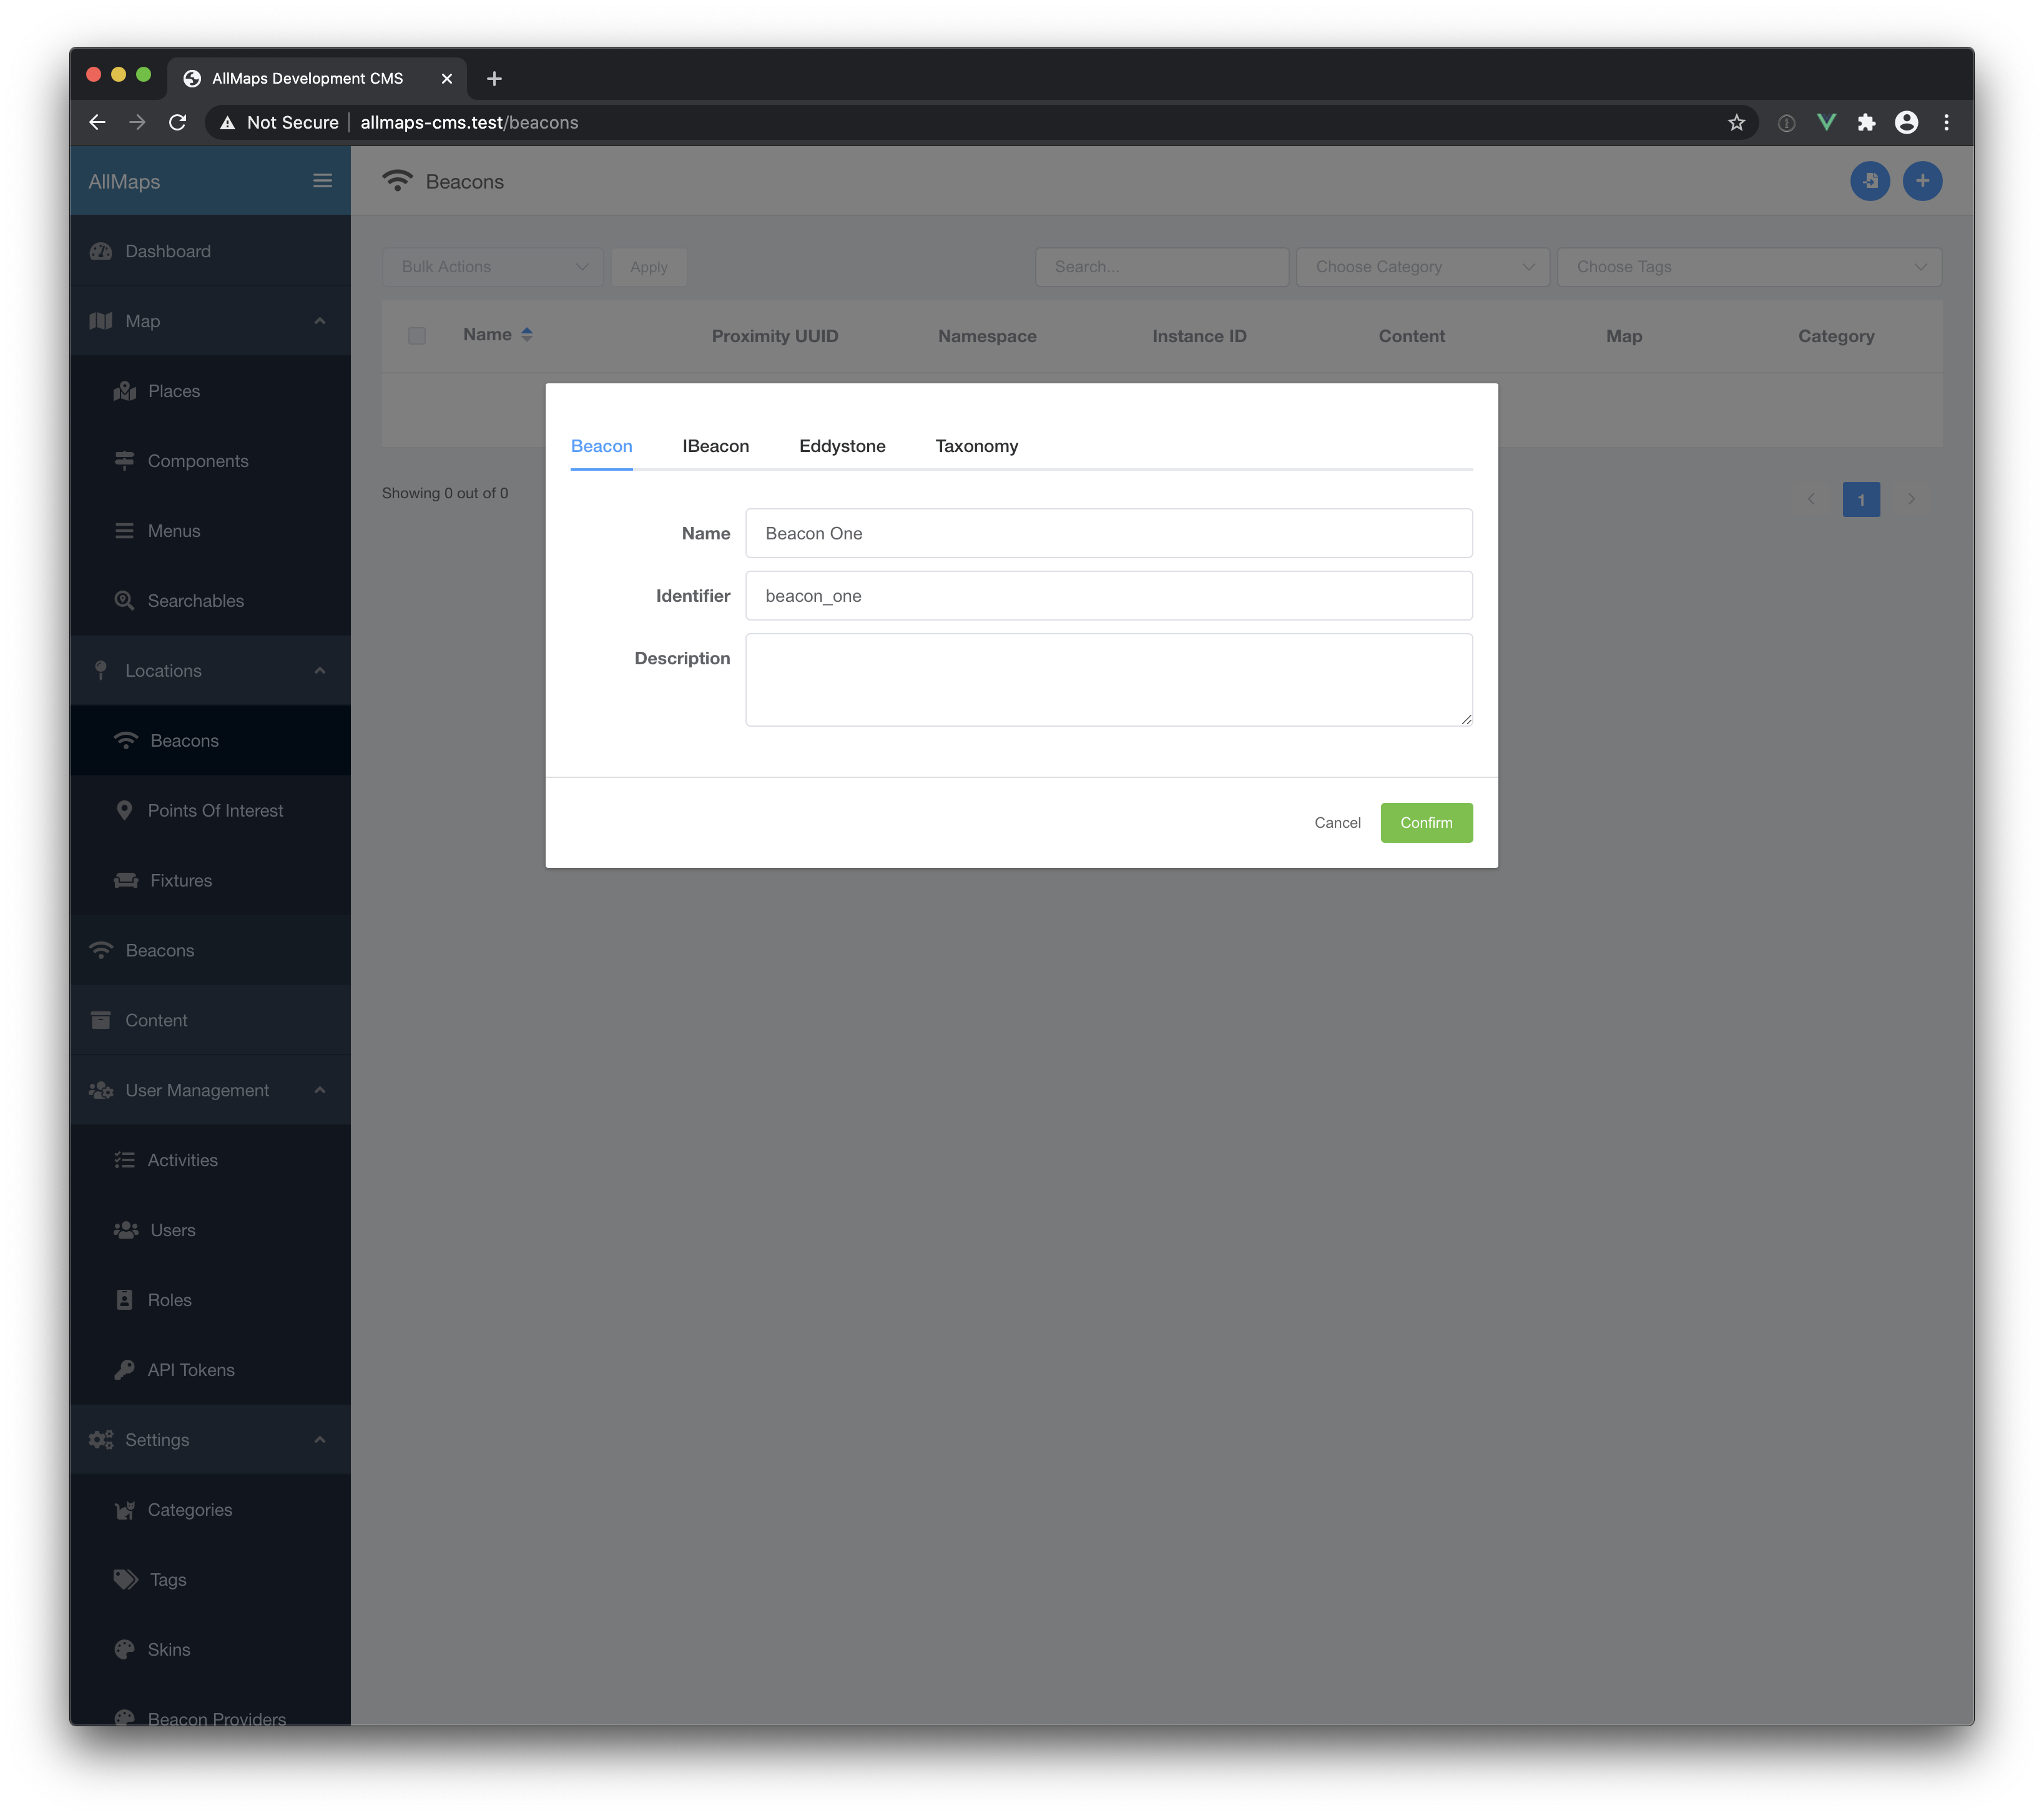 AllMaps Development CMS
Not Secure | allmaps-cms.test/beacons
AllMaps
Beacons
Dashboard
Map
Places
Components
Menus
Searchables
Locations
Beacons
Points Of Interest
Fixtures
Beacons
Content
User Management
Activities
Users
Roles
API Tokens
Settings
Categories
Tags
Skins
Beacon Providers
Bulk Actions
Apply
Search...
Choose Category
Choose Tags
Name
Proximity UUID
Namespace
Instance ID
Content
Map
Category
Showing 0 out of 0
1
Beacon
IBeacon
Eddystone
Taxonomy
Name
Beacon One
Identifier
beacon_one
Description
Cancel
Confirm